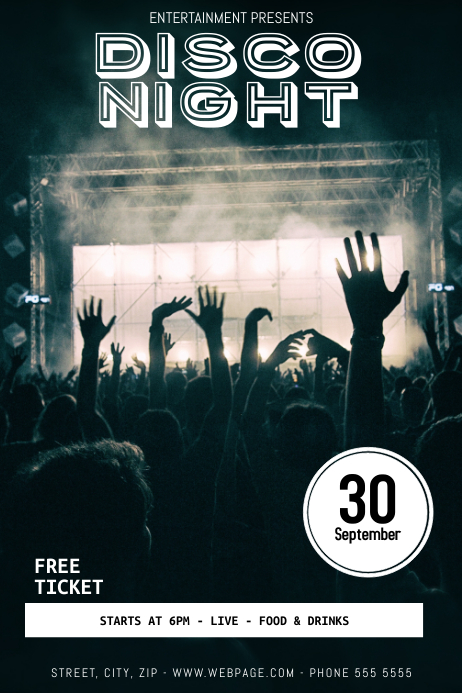 ENTERTAINMENT PRESENTS
DISCO
NIGHT
30
September
FREE
TICKET
STARTS AT 6PM - LIVE - FOOD & DRINKS
STREET, CITY, ZIP - WWW.WEBPAGE.COM - PHONE 555 5555